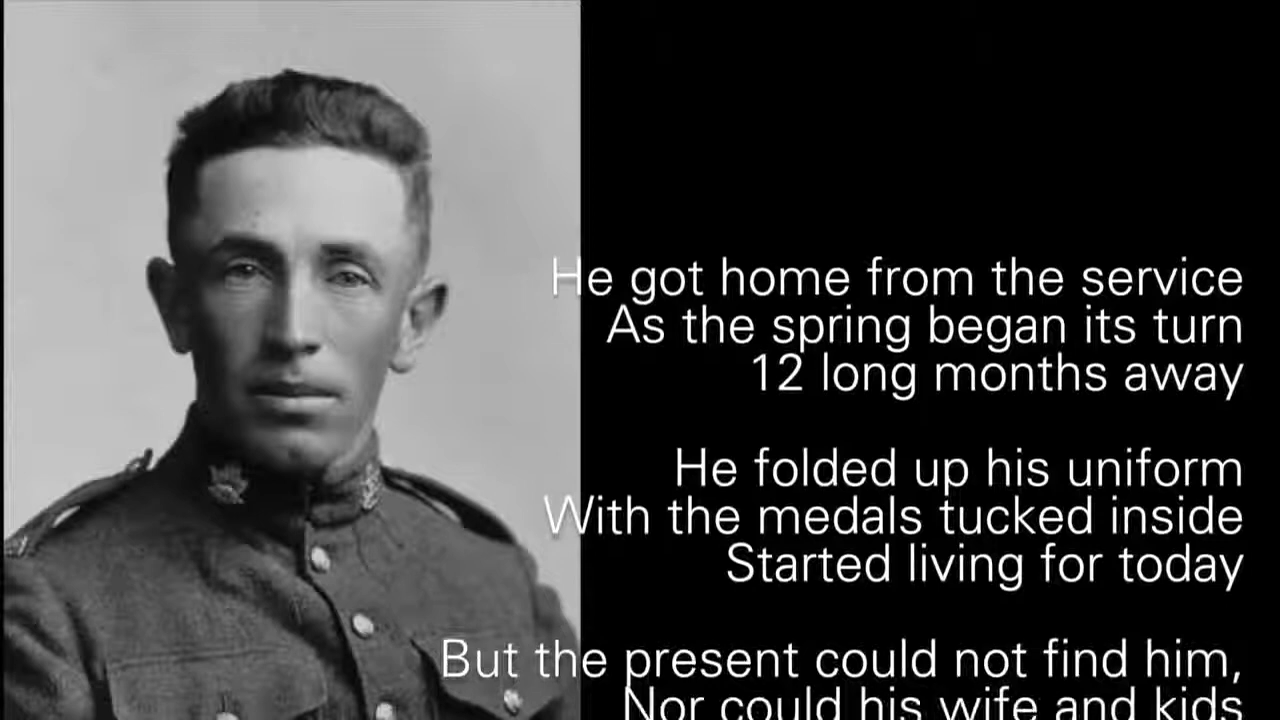 He got home from the service
As the spring began its turn
12 long months away
He folded up his uniform
With the medals tucked inside
Started living for today
But the present could not find him,
Nor could his wife and kids